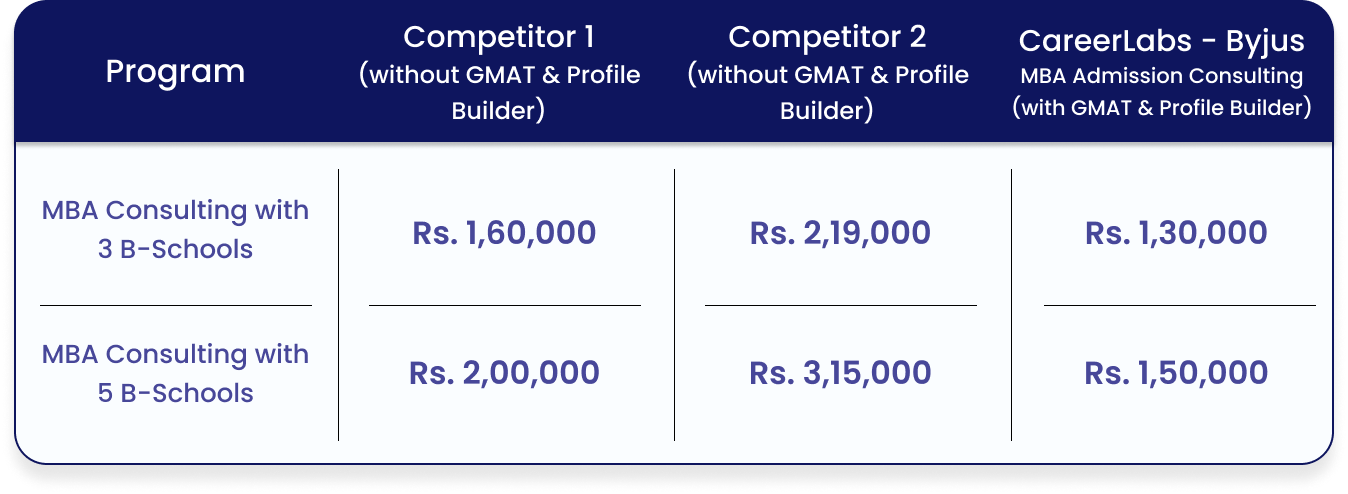 Program
Competitor 1
(without GMAT & Profile
Builder)
Competitor 2
(without GMAT & Profile
Builder)
CareerLabs - Byjus
MBA Admission Consulting
(with GMAT & Profile Builder)
MBA Consulting with
3 B-Schools
Rs. 1,60,000
Rs. 2,19,000
Rs. 1,30,000
MBA Consulting with
5 B-Schools
Rs. 2,00,000
Rs. 3,15,000
Rs. 1,50,000